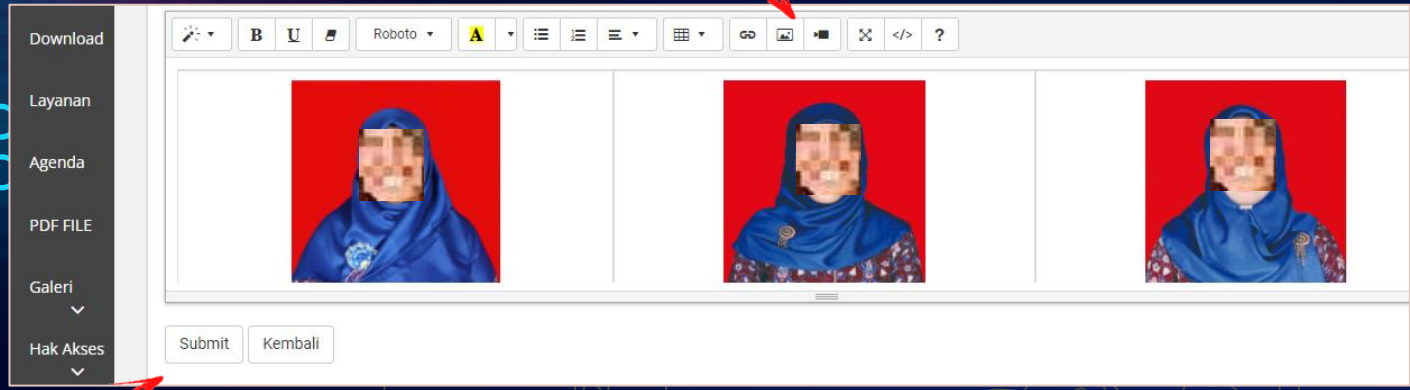 Download
Layanan
Agenda
PDF FILE
Galeri
Hak Akses
B U Roboto A </> ?
Submit Kembali